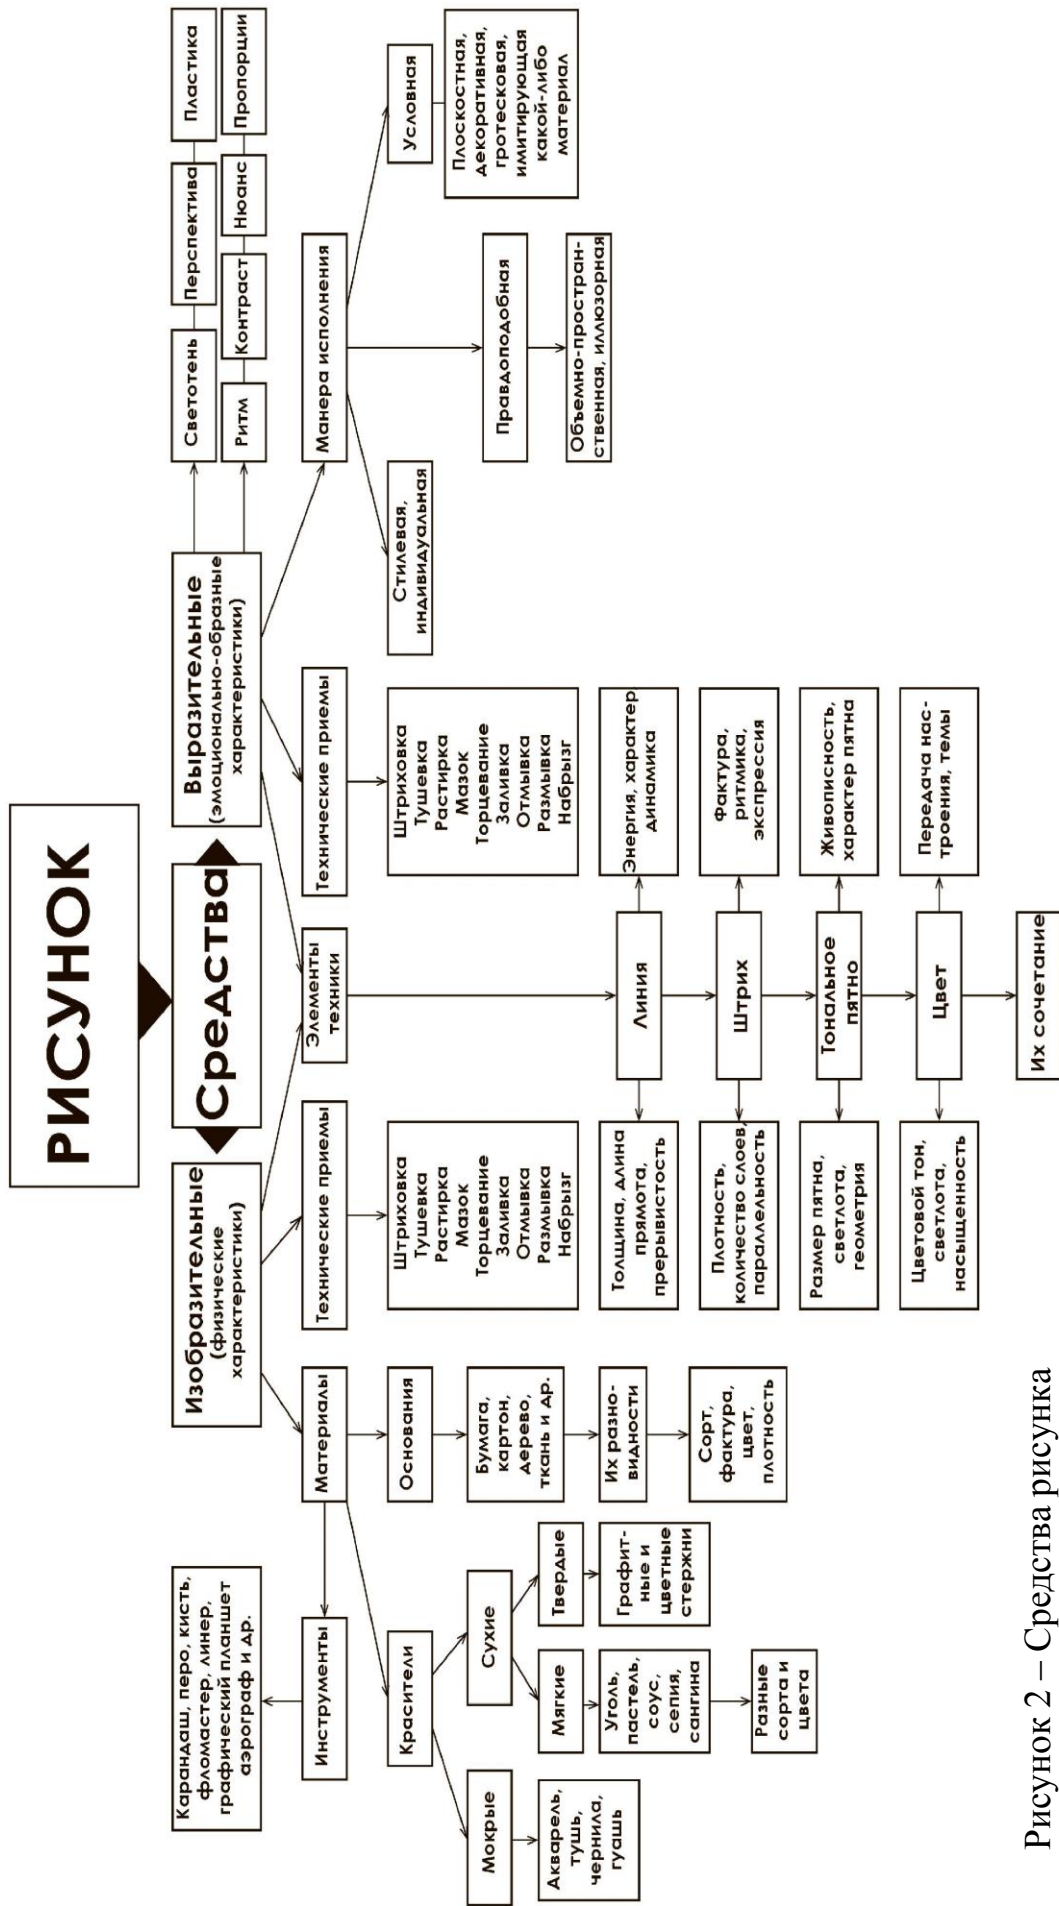 РИСУНОК
Средства
Изобразительные
(физические
характеристики)
Выразительные
(эмоционально-образные
характеристики)
Светотень
Перспектива
Пластика
Ритм
Контраст
Нюанс
Пропорции
Карандаш, перо, кисть,
фломастер, линер,
графический планшет
аэрограф и др.
Инструменты
Материалы
Технические приемы
Элементы
техники
Технические приемы
Манера исполнения
Красители
Основания
Штриховка
Тушевка
Растирка
Мазок
Торцевание
Заливка
Отмывка
Размывка
Набрызг
Штриховка
Тушевка
Растирка
Мазок
Торцевание
Заливка
Отмывка
Размывка
Набрызг
Стилевая,
индивидуальная
Условная
Плоскостная,
декоративная,
гротесковая,
имитирующая
какой-либо
материал
Правдоподобная
Объемно-простран-
ственная, иллюзорная
Мокрые
Сухие
Бумага,
картон,
дерево,
ткань и др.
Акварель,
тушь,
чернила,
гуашь
Мягкие
Твердые
Уголь,
пастель,
соус,
сепия,
сангина
Графит-
ные и
цветные
стержни
Их разно-
видности
Сорт,
фактура,
цвет,
плотность
Разные
сорта и
цвета
Толщина, длина
прямота,
прерывистость
Линия
Энергия, характер
динамика
Плотность,
количество слоев,
параллельность
Штрих
Фактура,
ритмика,
экспрессия
Размер пятна,
светлота,
геометрия
Тональное
пятно
Живописность,
характер пятна
Цветовой тон,
светлота,
насыщенность
Цвет
Передача нас-
троения, темы
Их сочетание
Рисунок 2 – Средства рисунка